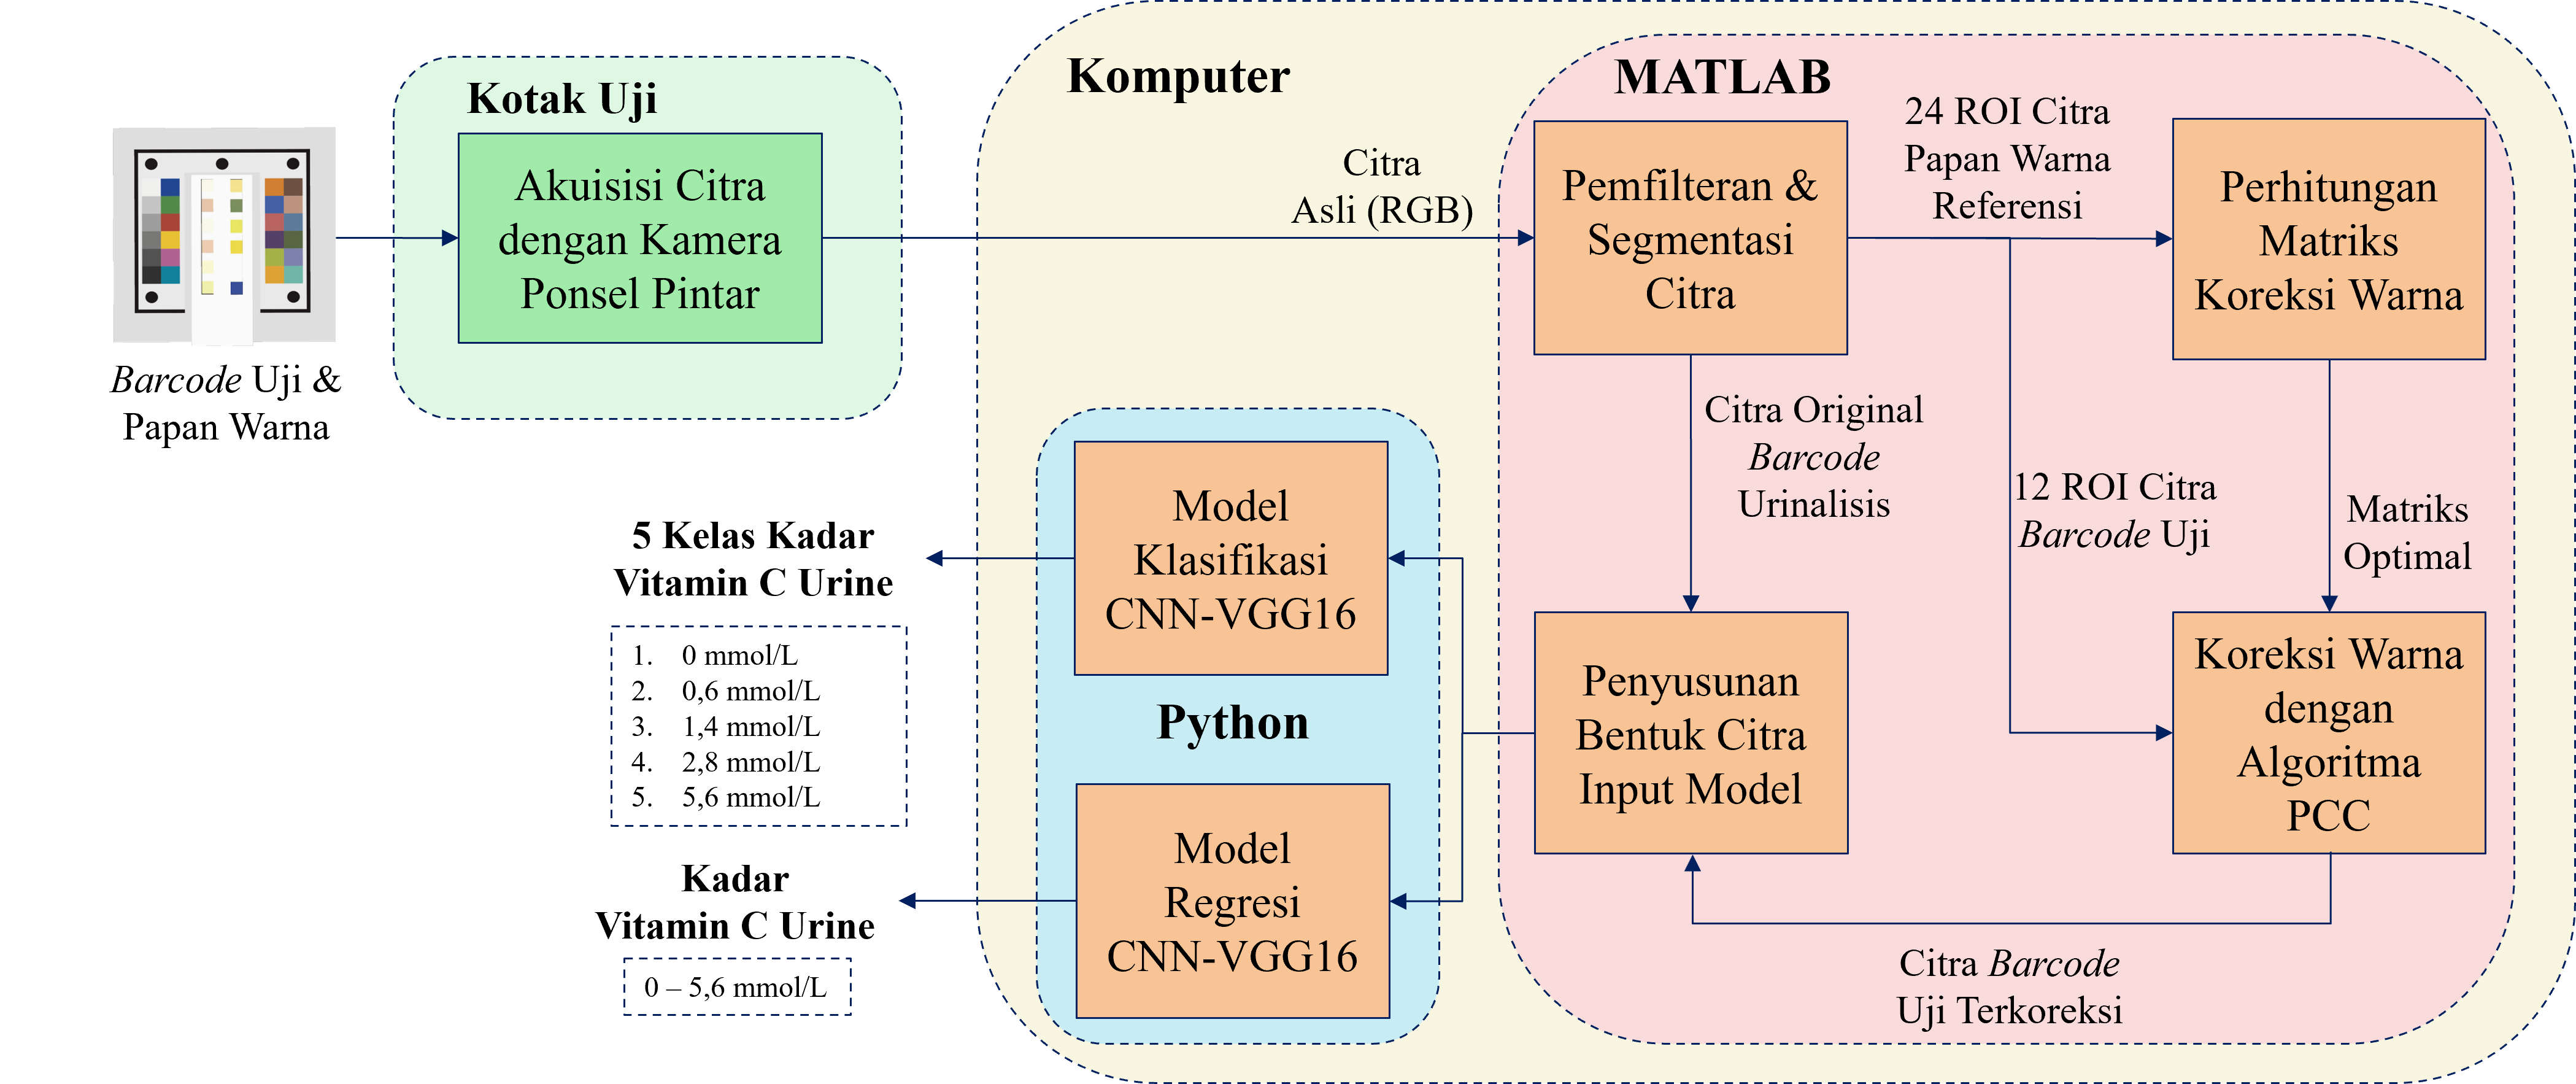 Kotak Uji
Akuisisi Citra
dengan Kamera
Ponsel Pintar
Barcode Uji &
Papan Warna
Komputer
Citra
Asli (RGB)
MATLAB
Pemfilteran &
Segmentasi
Citra
24 ROI Citra
Papan Warna
Referensi
Perhitungan
Matriks
Koreksi Warna
Citra Original
Barcode
Urinalisis
12 ROI Citra
Barcode Uji
Matriks
Optimal
Penyusunan
Bentuk Citra
Input Model
Koreksi Warna
dengan
Algoritma
PCC
Citra Barcode
Uji Terkoreksi
Model
Klasifikasi
CNN-VGG16
Python
Model
Regresi
CNN-VGG16
5 Kelas Kadar
Vitamin C Urine
1. 0 mmol/L
2. 0,6 mmol/L
3. 1,4 mmol/L
4. 2,8 mmol/L
5. 5,6 mmol/L
Kadar
Vitamin C Urine
0 – 5,6 mmol/L